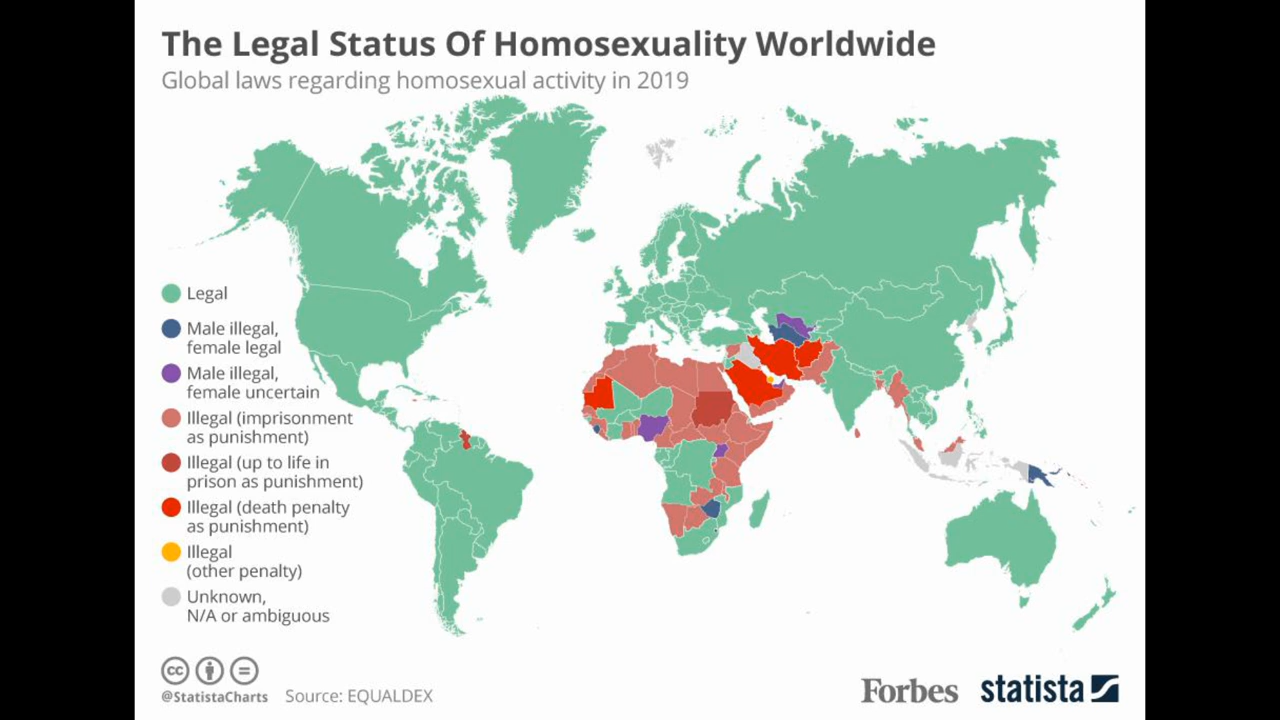 The Legal Status Of Homosexuality Worldwide
Global laws regarding homosexual activity in 2019
Legal
Male illegal,
female legal
Male illegal,
female uncertain
Illegal (imprisonment
as punishment)
Illegal (up to life in
prison as punishment)
Illegal (death penalty
as punishment)
Illegal
(other penalty)
Unknown,
N/A or ambiguous
cc
@StatistaCharts Source: EQUALDEX
Forbes statista